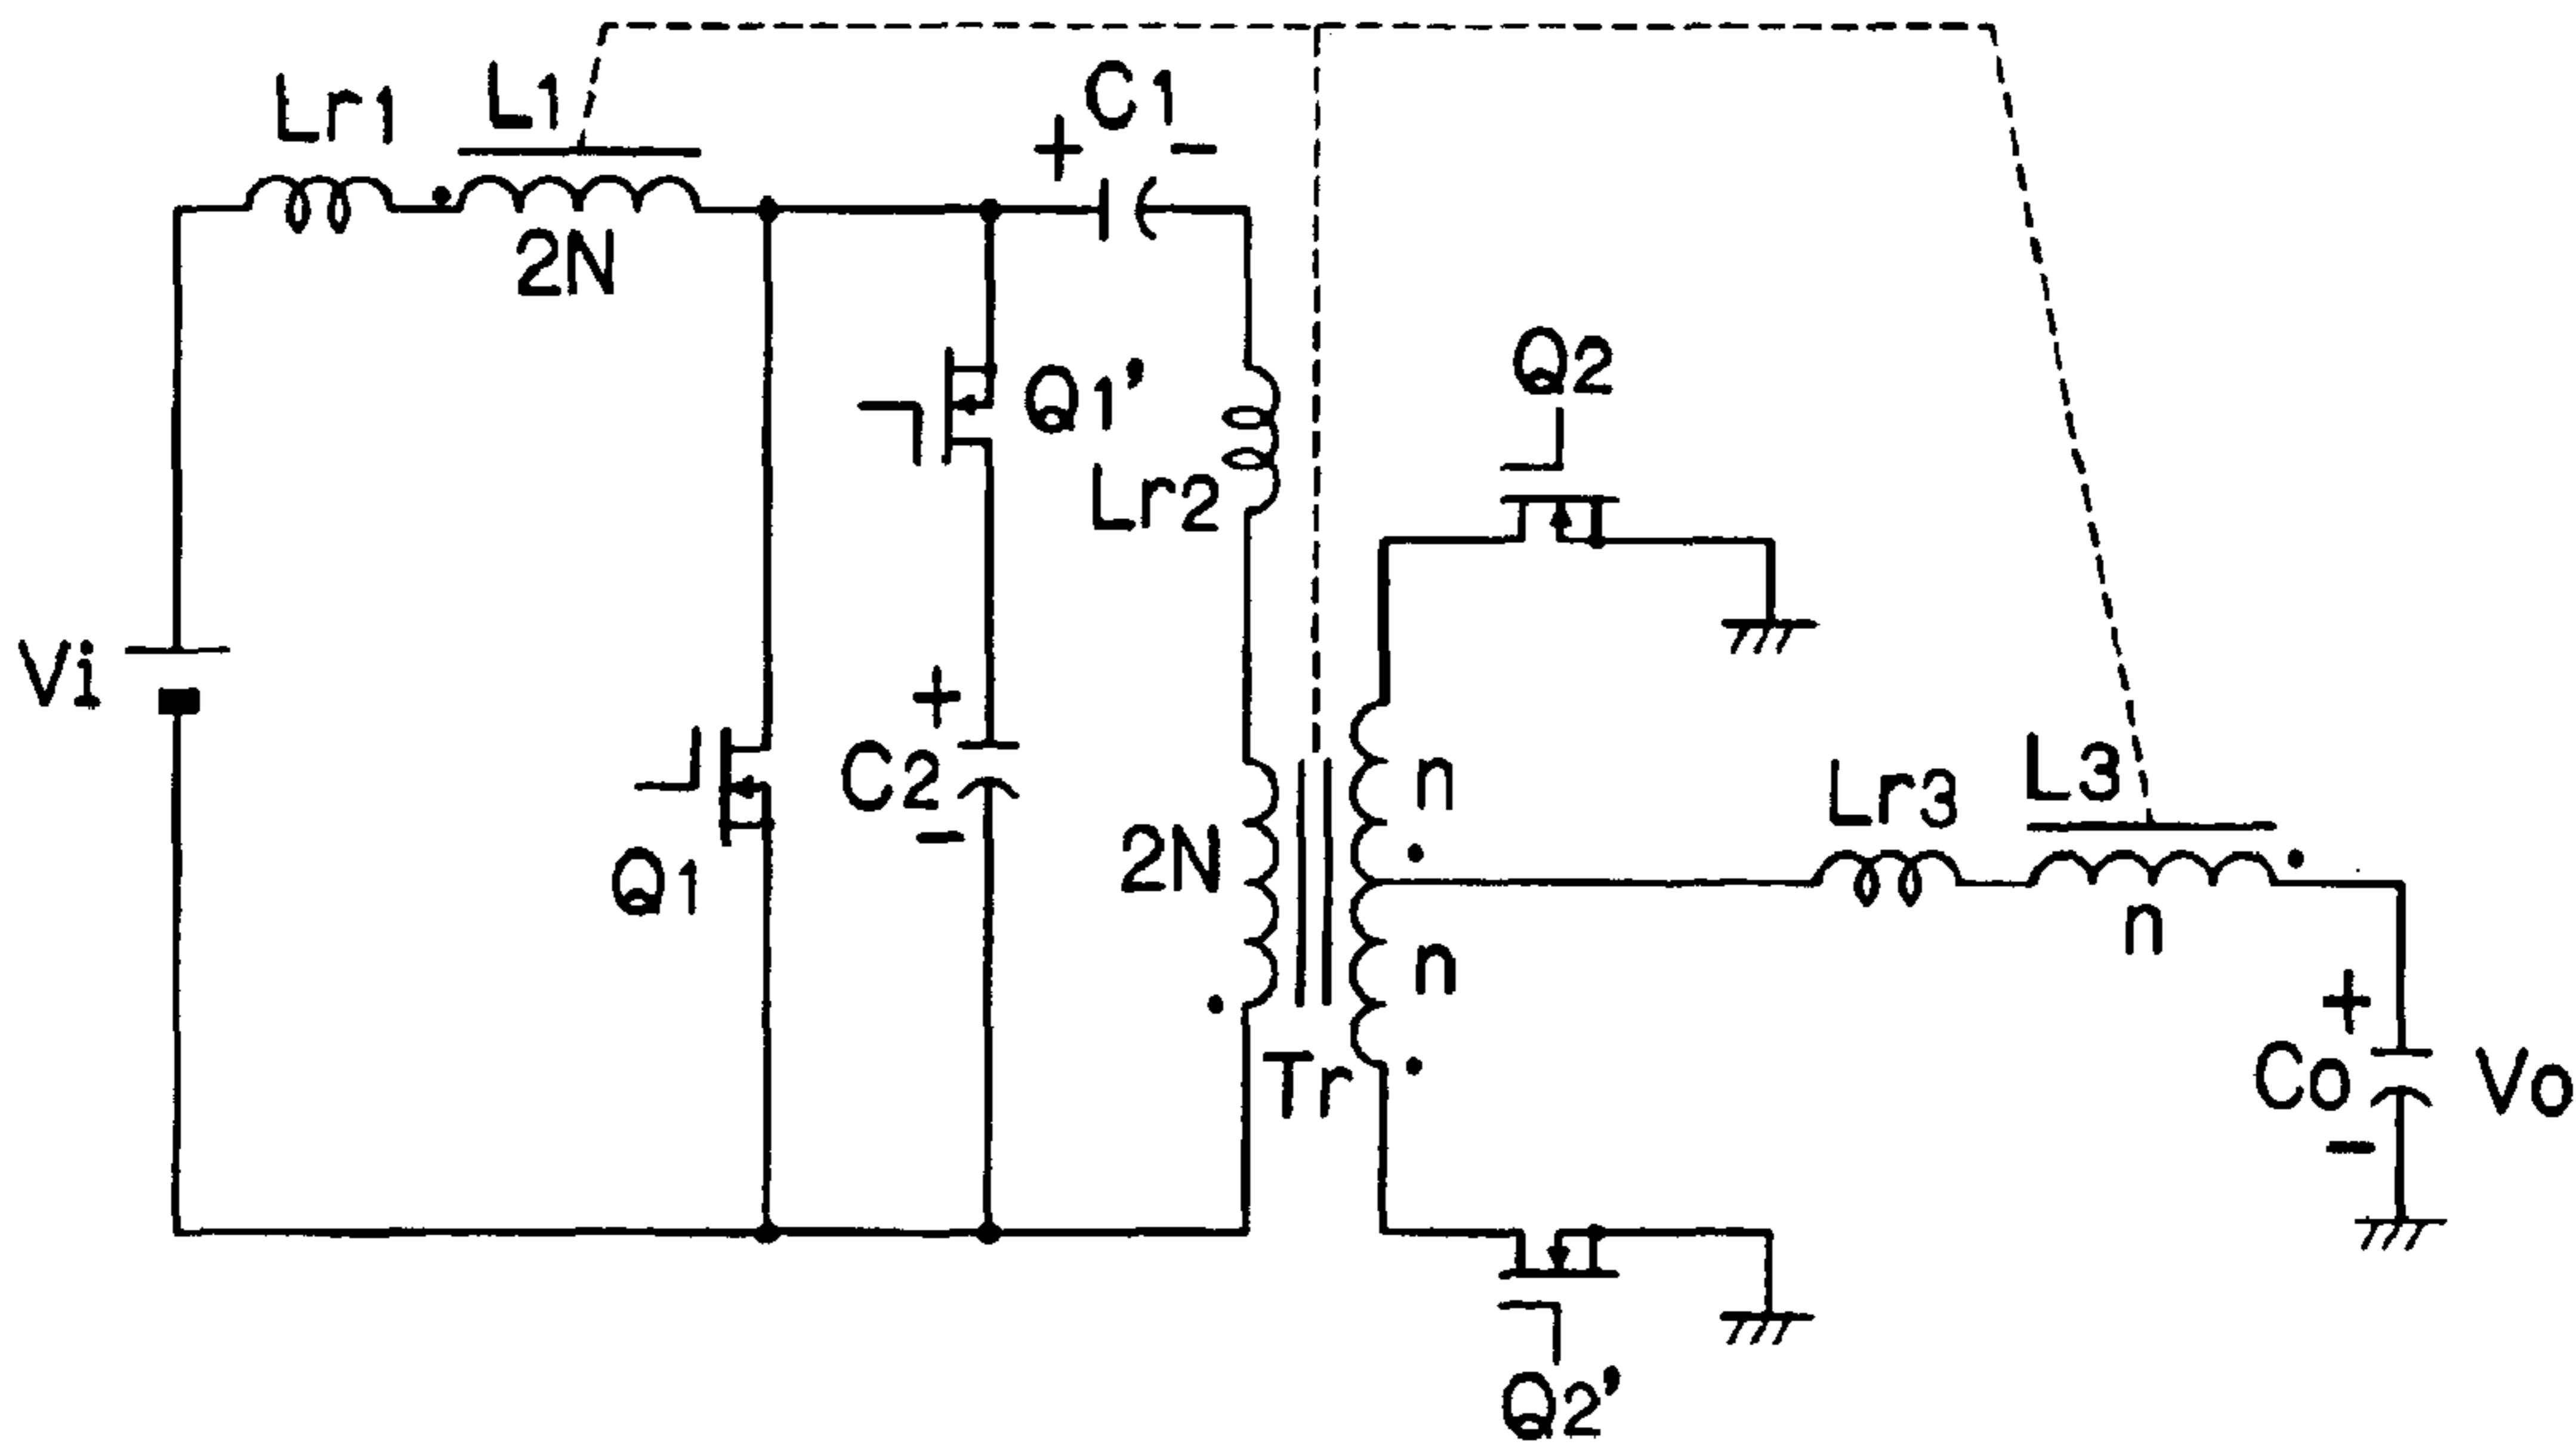 Lr1
L1
2N
+ C1 -
Q1'
Lr2
Q2
Vi
+
C2
-
Q1
2N
n
n
Tr
Lr3
L3
n
+
Co
-
Vo
Q2'